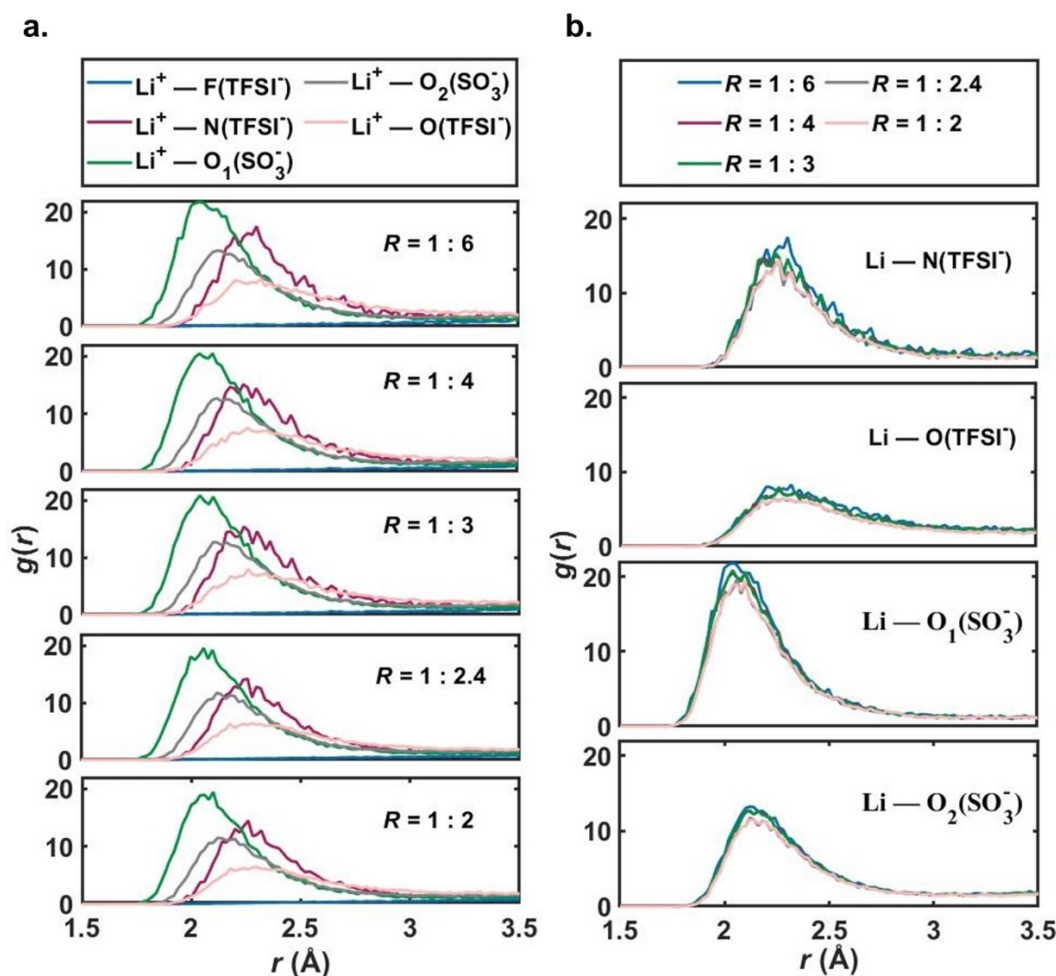 a.
Li⁺ — F(TFSI⁻)
Li⁺ — O₂(SO₃⁻)
Li⁺ — N(TFSI⁻)
Li⁺ — O(TFSI⁻)
Li⁺ — O₁(SO₃⁻)
20
10
0
R = 1 : 6
20
10
0
R = 1 : 4
20
10
0
R = 1 : 3
20
10
0
R = 1 : 2.4
20
10
0
R = 1 : 2
g(r)
1.5 2 2.5 3 3.5
r (Å)
b.
R = 1 : 6
R = 1 : 2.4
R = 1 : 4
R = 1 : 2
R = 1 : 3
20
10
0
Li — N(TFSI⁻)
20
10
0
Li — O(TFSI⁻)
20
10
0
Li — O₁(SO₃⁻)
20
10
0
Li — O₂(SO₃⁻)
g(r)
1.5 2 2.5 3 3.5
r (Å)